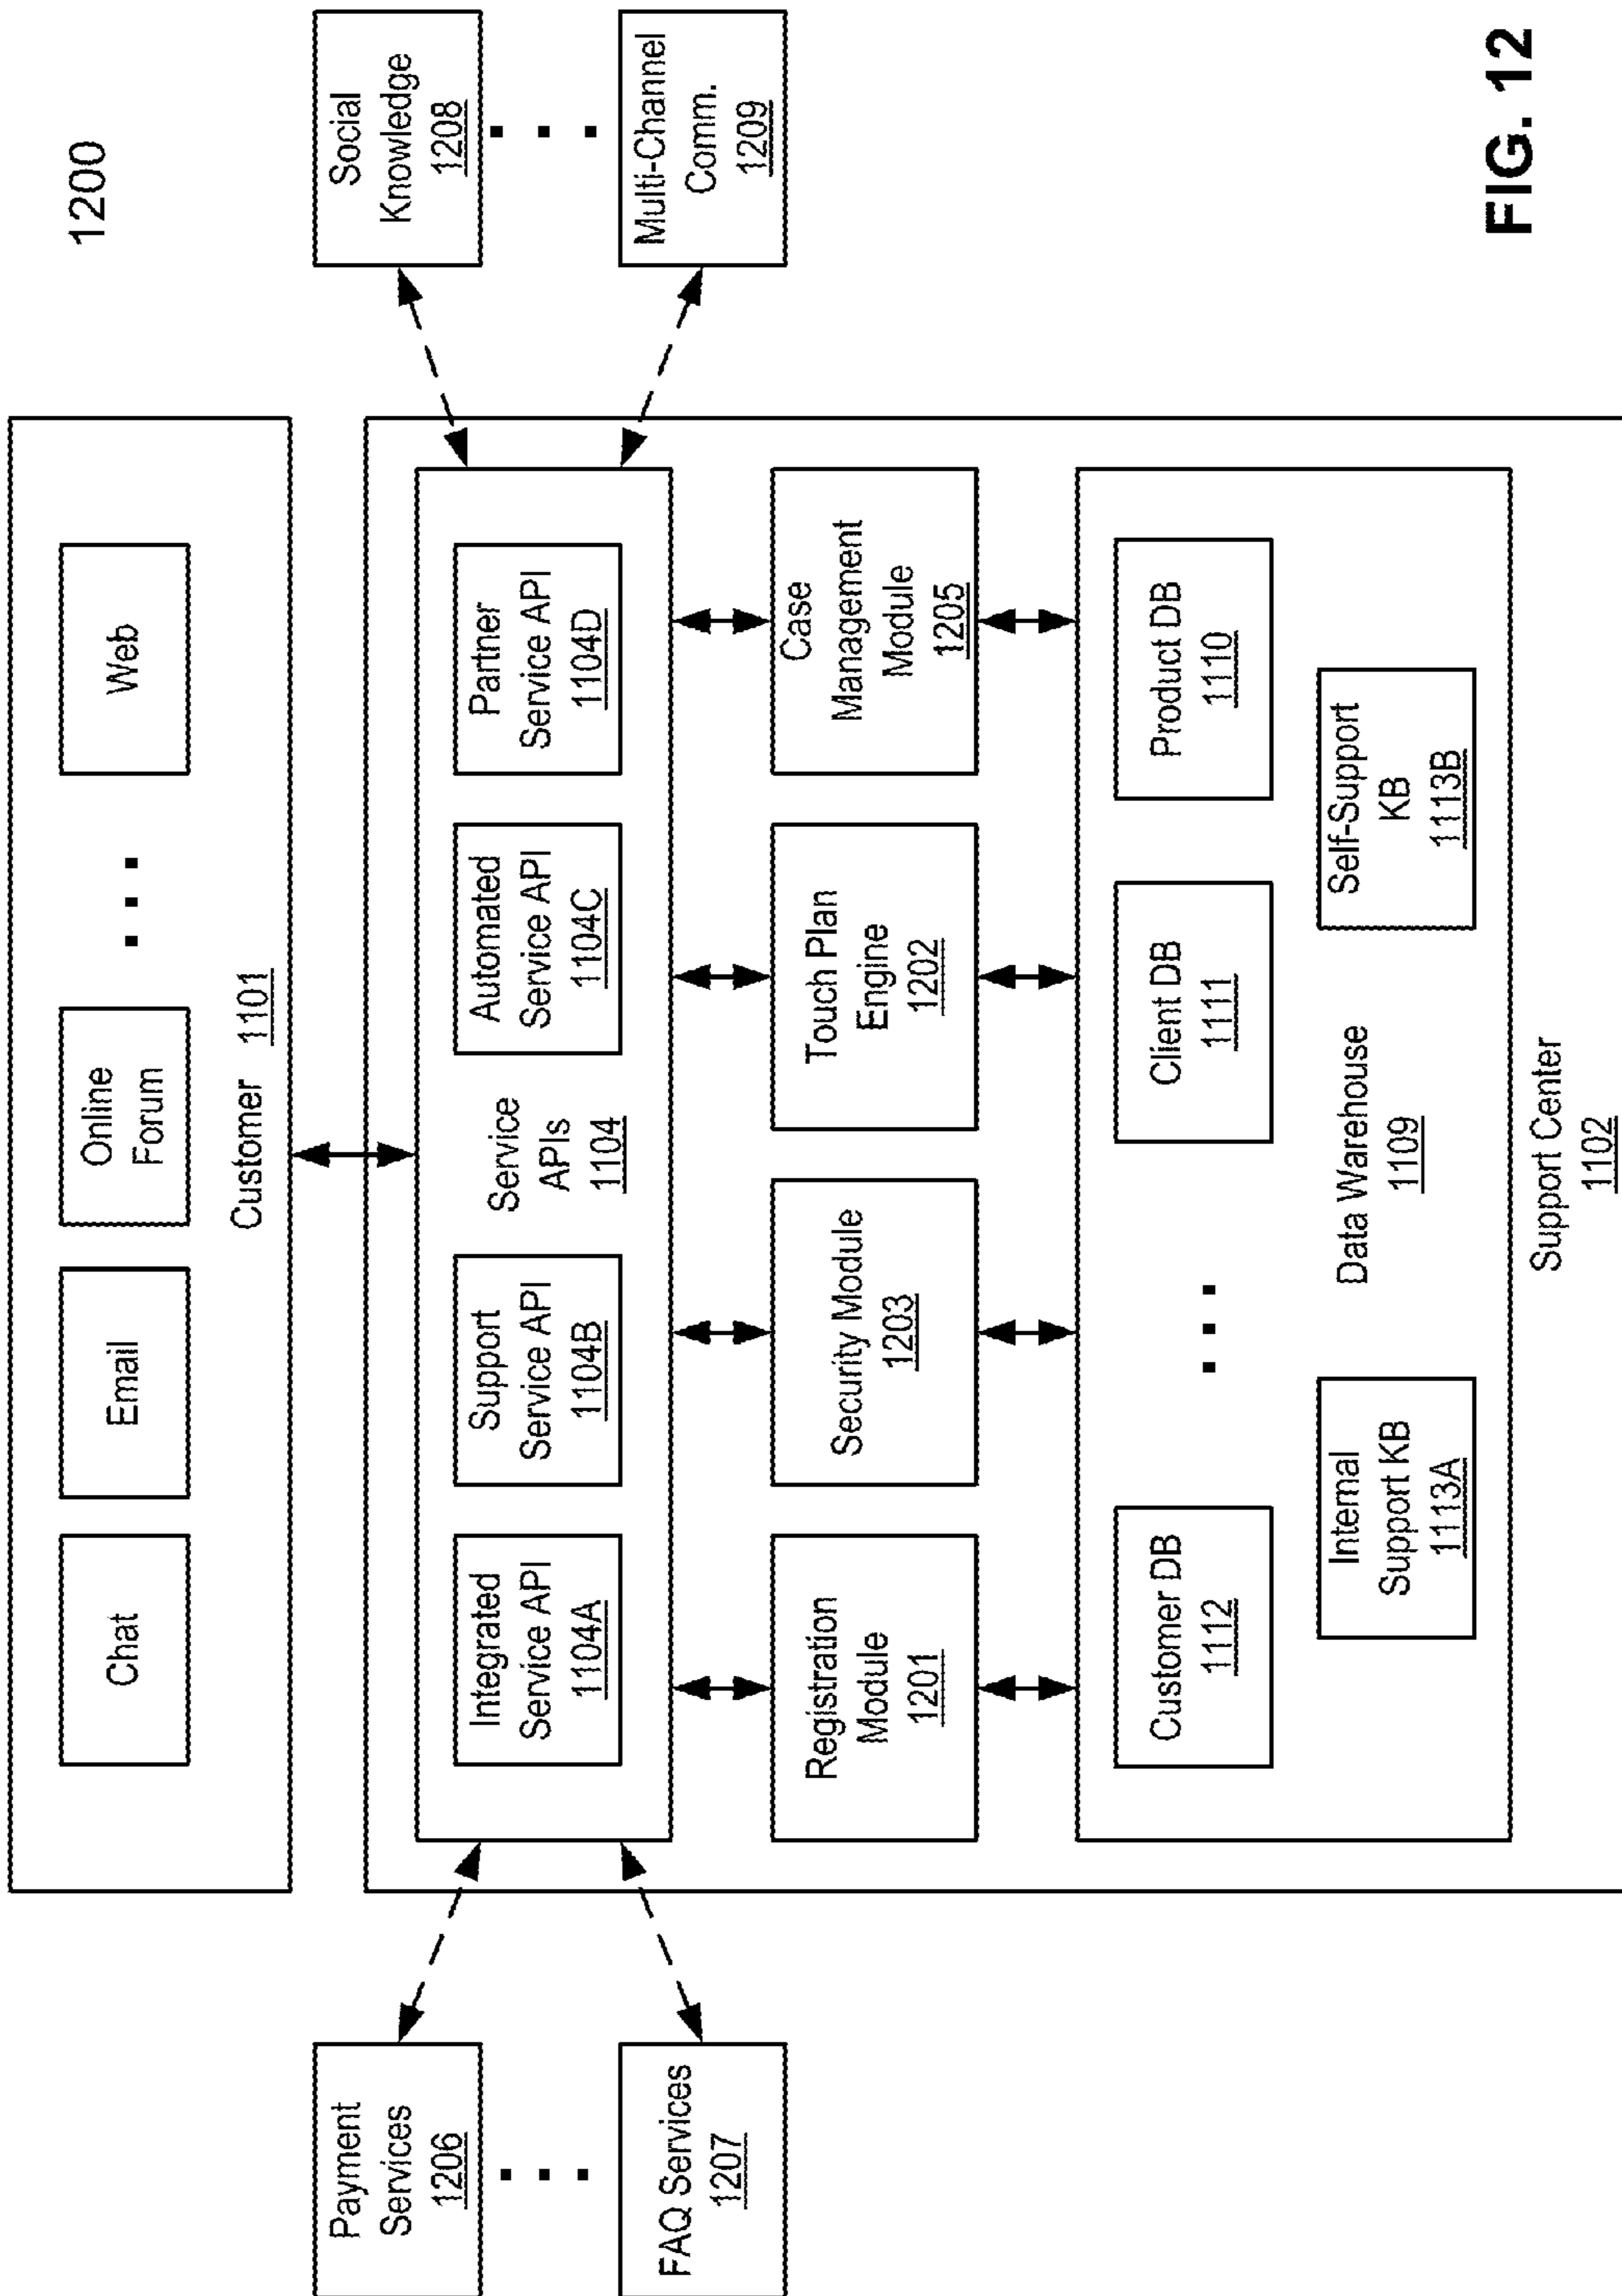 1200
Chat
Email
Online
Forum
Web
Customer 1101
Payment
Services
1206
FAQ Services
1207
Social
Knowledge
1208
Multi-Channel
Comm.
1209
Integrated
Service API
1104A
Support
Service API
1104B
Service
APIs
1104
Automated
Service API
1104C
Partner
Service API
1104D
Registration
Module
1201
Security Module
1203
Touch Plan
Engine
1202
Case
Management
Module
1205
Customer DB
1112
Client DB
1111
Product DB
1110
Internal
Support KB
1113A
Data Warehouse
1109
Self-Support
KB
1113B
Support Center
1102
FIG. 12